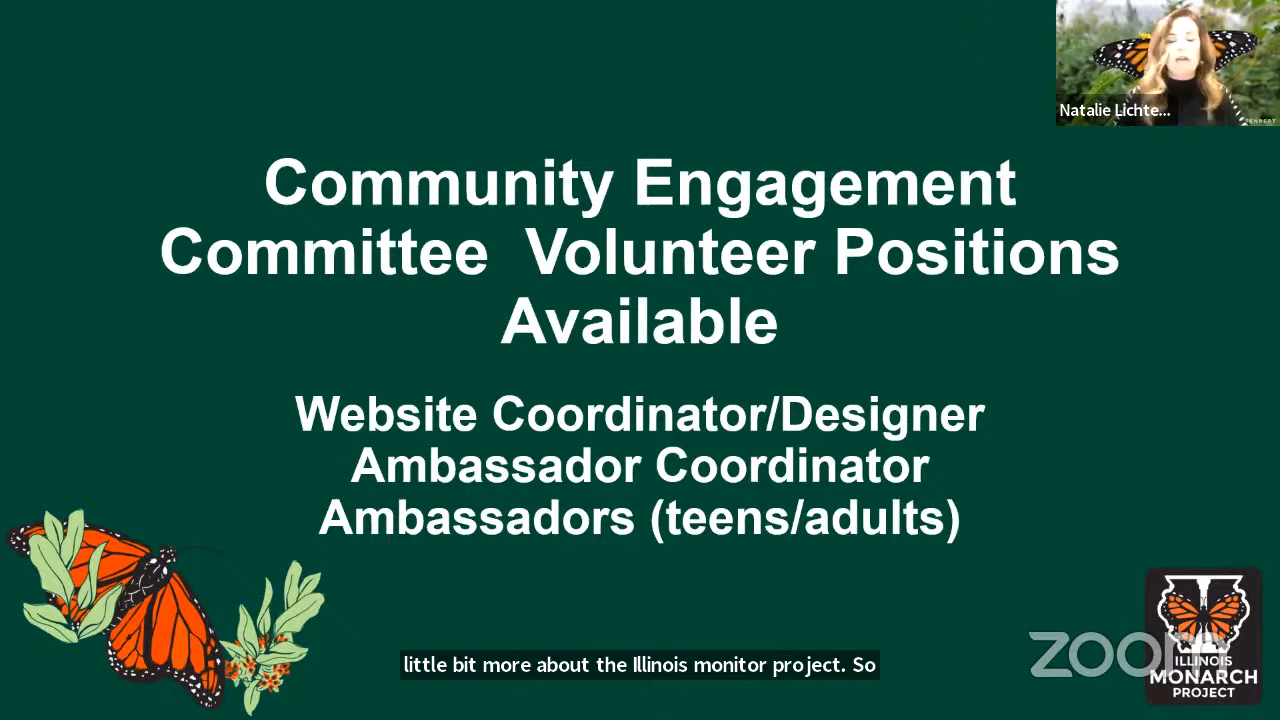 Natalie Lichte...
Community Engagement
Committee  Volunteer Positions
Available
Website Coordinator/Designer
Ambassador Coordinator
Ambassadors (teens/adults)
little bit more about the Illinois monitor project. So
zoom
ILLINOIS
MONARCH
PROJECT